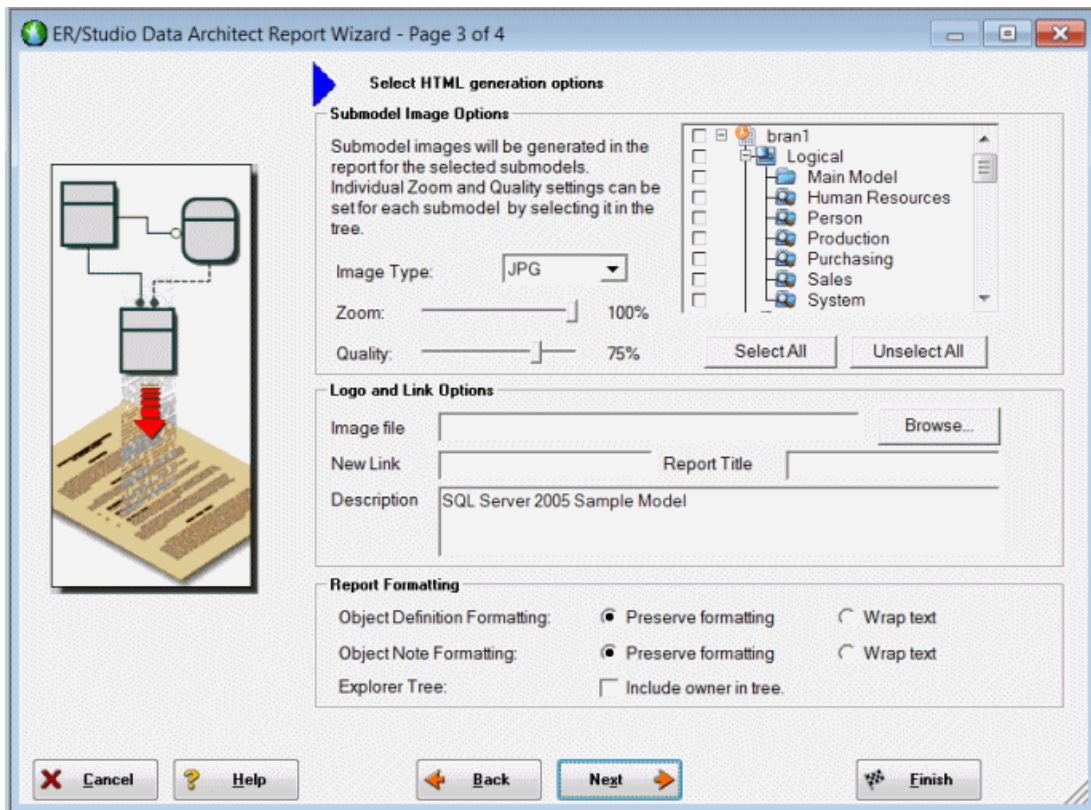 ER/Studio Data Architect Report Wizard - Page 3 of 4
Select HTML generation options
Submodel Image Options
Submodel images will be generated in the
report for the selected submodels.
Individual Zoom and Quality settings can be
set for each submodel by selecting it in the
tree.
Image Type: JPG
Zoom: 100%
Quality: 75%
bran1
Logical
Main Model
Human Resources
Person
Production
Purchasing
Sales
System
Select All Unselect All
Logo and Link Options
Image file Browse...
New Link Report Title
Description SQL Server 2005 Sample Model
Report Formatting
Object Definition Formatting: Preserve formatting Wrap text
Object Note Formatting: Preserve formatting Wrap text
Explorer Tree: Include owner in tree.
Cancel Help Back Next Finish